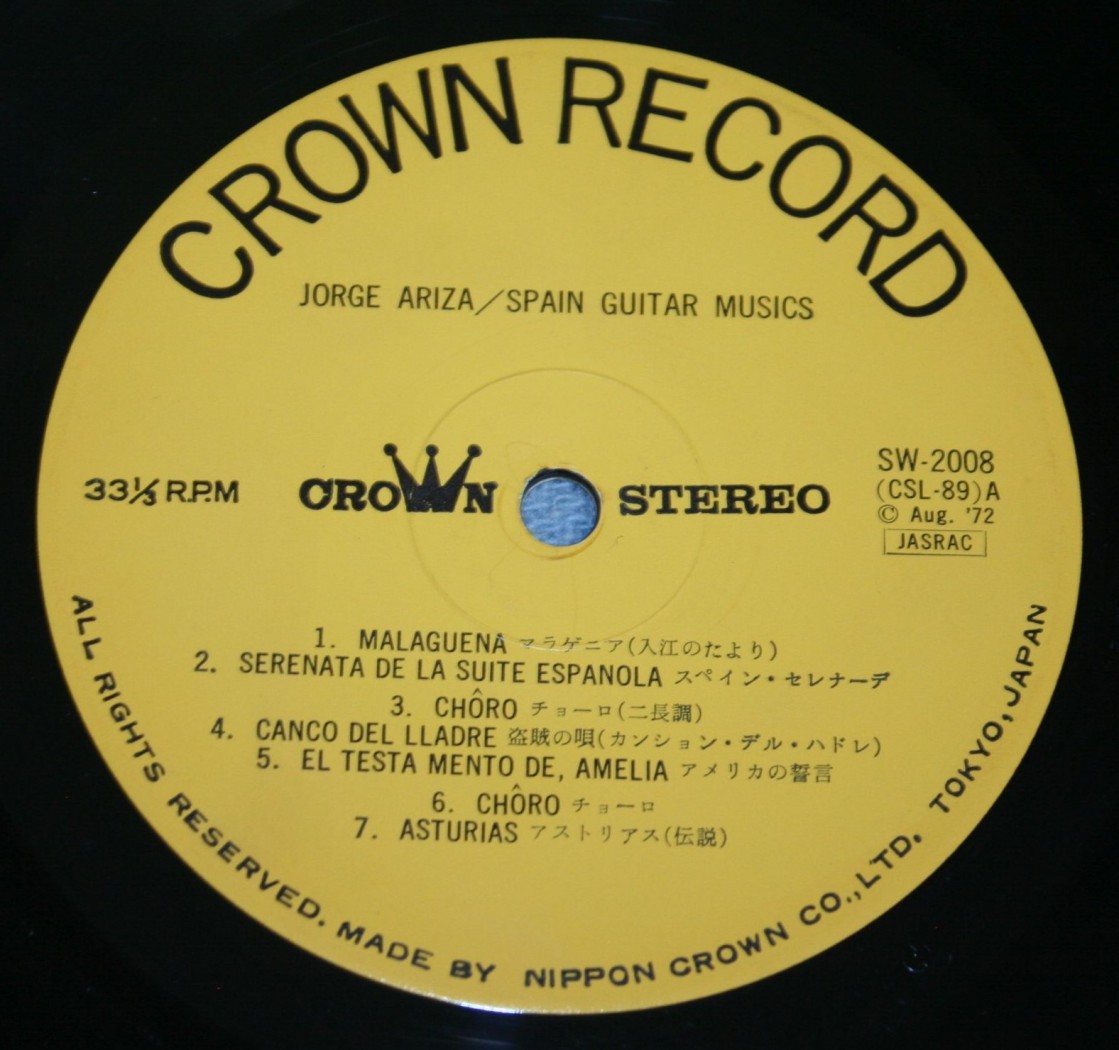 CROWN RECORD
JORGE ARIZA／SPAIN GUITAR MUSICS
33⅓ R.P.M
CROWN STEREO
SW-2008
(CSL-89)A
© Aug. '72
JASRAC
1. MALAGUENA マラゲニア(入江のたより)
2. SERENATA DE LA SUITE ESPANOLA スペイン・セレナーデ
3. CHÔRO チョーロ(二長調)
4. CANCO DEL LLADRE 盗賊の唄(カンション・デル・ハドレ)
5. EL TESTA MENTO DE, AMELIA アメリカの誓言
6. CHÔRO チョーロ
7. ASTURIAS アストリアス(伝説)
ALL RIGHTS RESERVED. MADE BY NIPPON CROWN CO., LTD. TOKYO, JAPAN